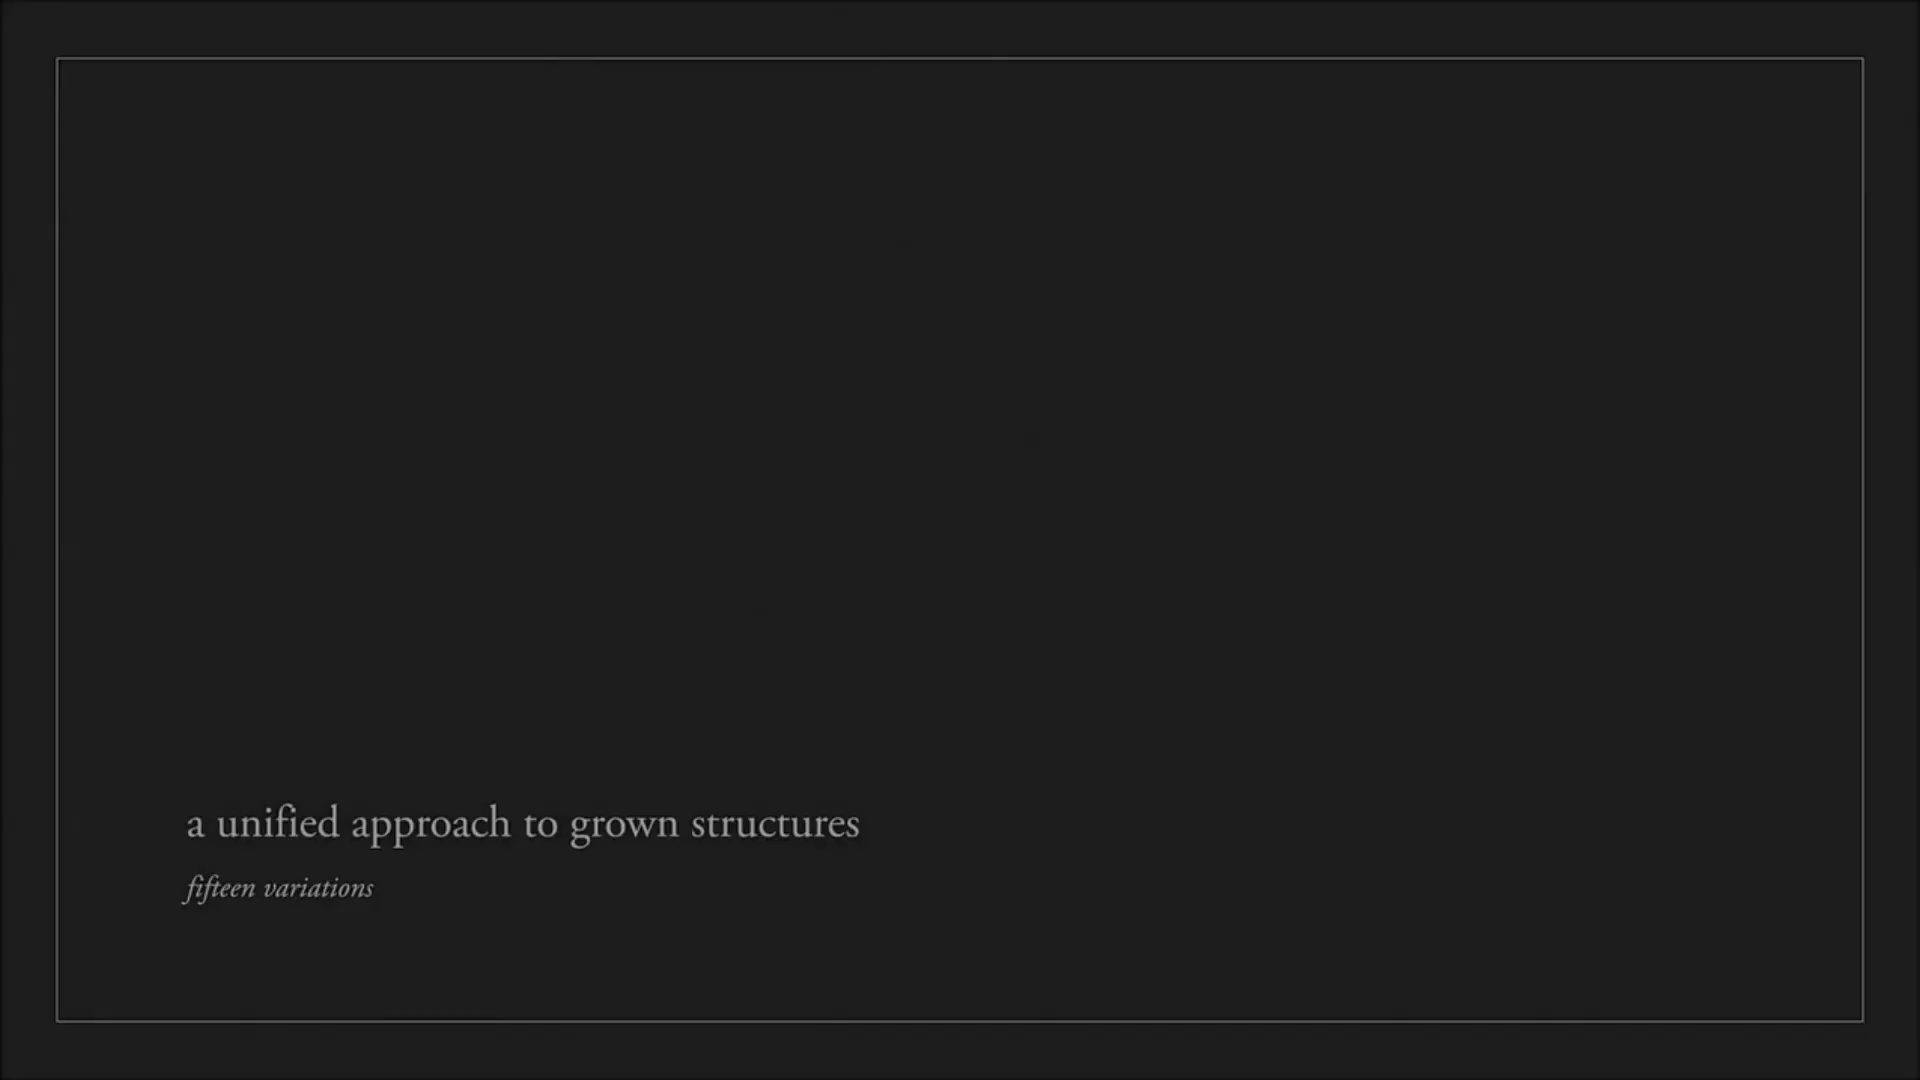 a unified approach to grown structures
fifteen variations